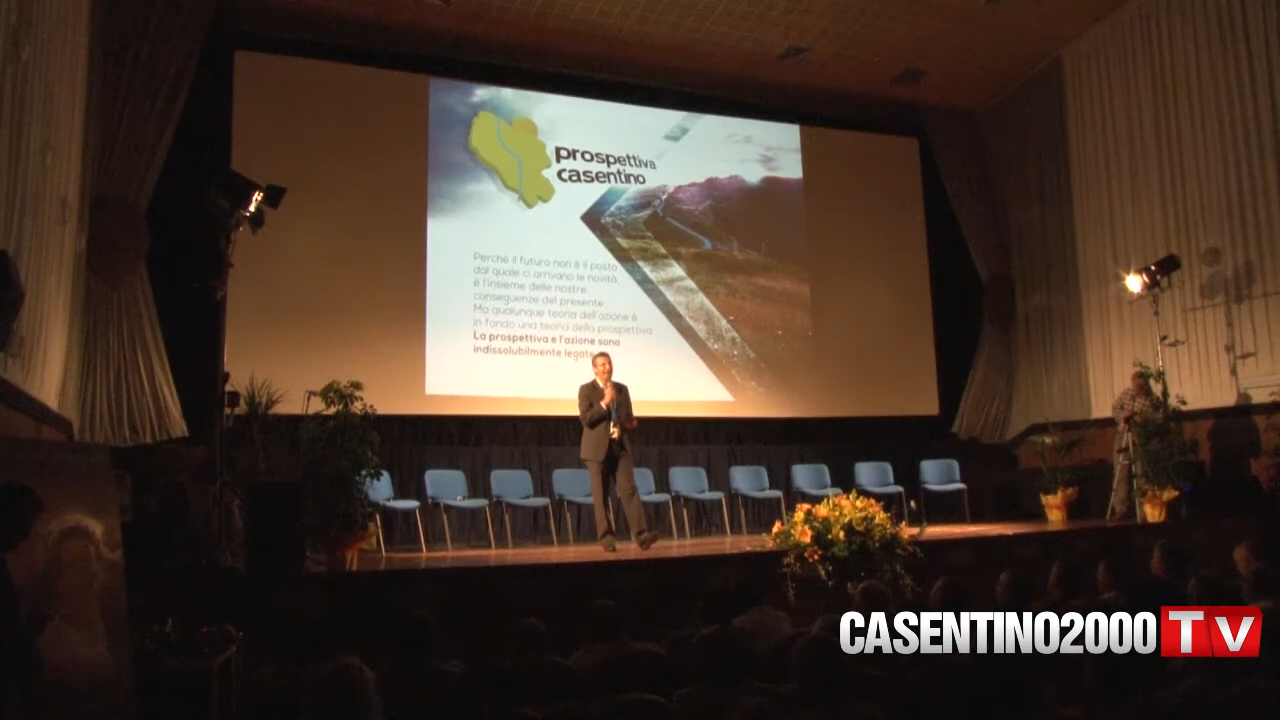 prospettiva
casentino
Perché il futuro non è il posto
dal quale ci arrivano le novità,
è l'insieme delle nostre
conseguenze del presente.
Ma qualunque teoria dell'azione è
in fondo una teoria della prospettiva.
La prospettiva e l'azione sono
indissolubilmente legate
CASENTINO2000 TV